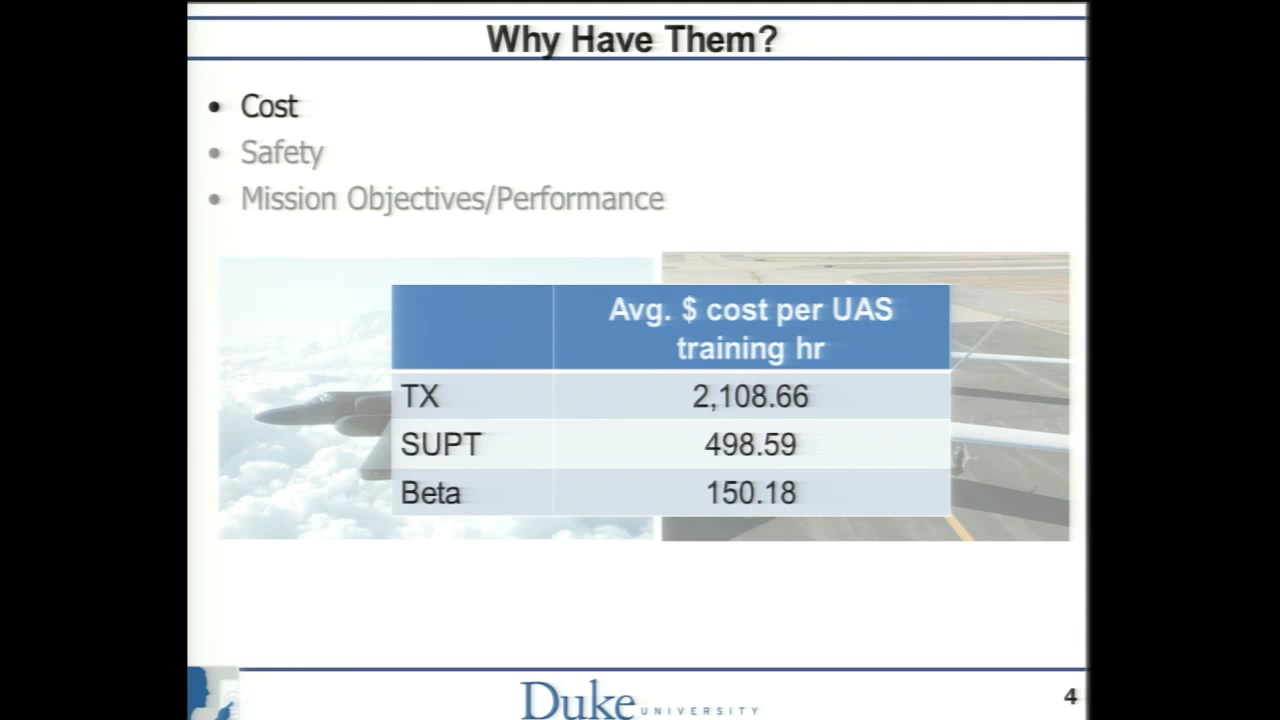 Why Have Them?
• Cost
• Safety
• Mission Objectives/Performance
Avg. $ cost per UAS
training hr
TX 2,108.66
SUPT 498.59
Beta 150.18
Duke UNIVERSITY
4